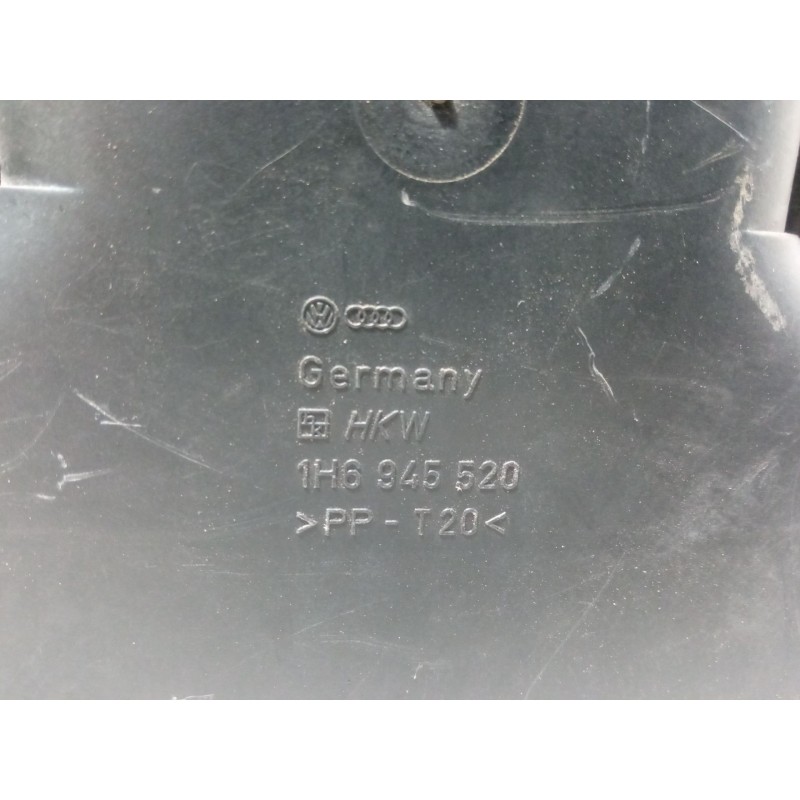 Germany
HKW
1H6 945 520
>PP-T20<